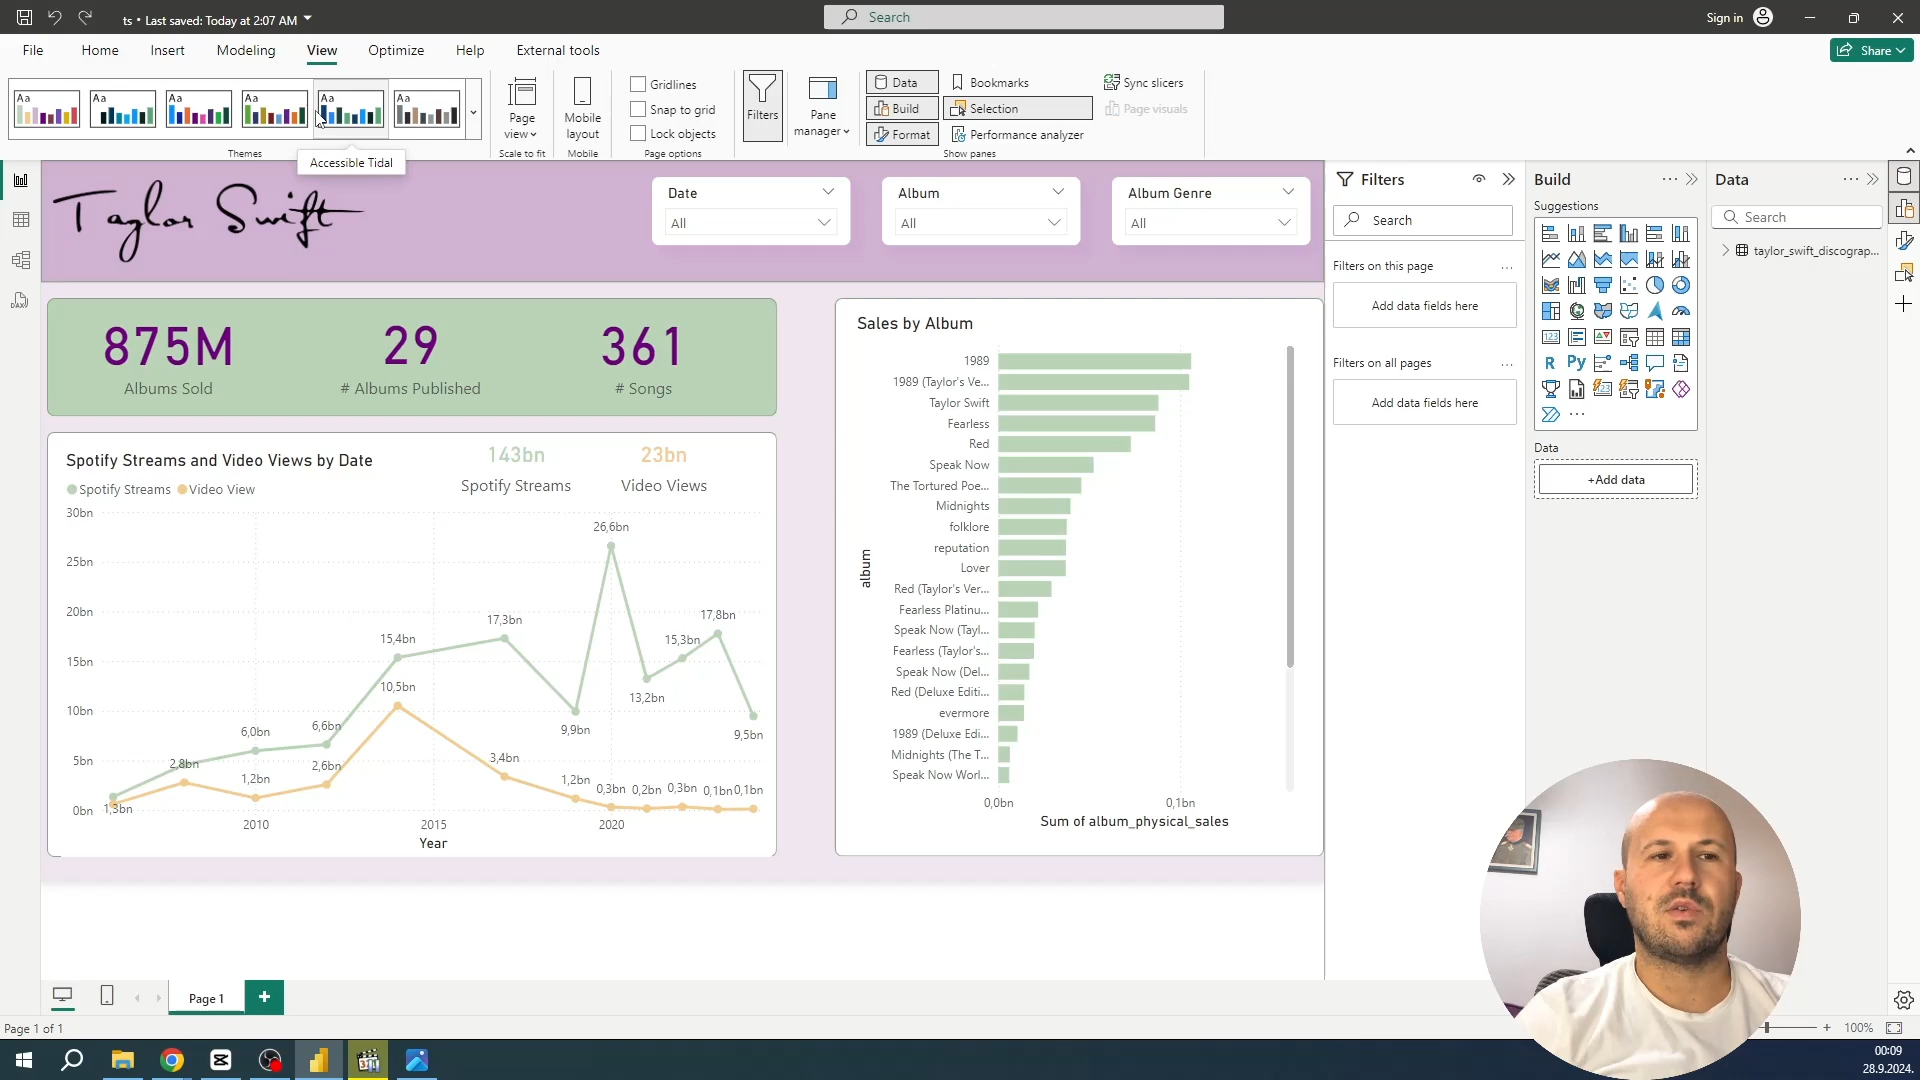 ts • Last saved: Today at 2:07 AM
Search
Sign in
File
Home
Insert
Modeling
View
Optimize
Help
External tools
Share
Aa
Aa
Aa
Aa
Aa
Aa
Themes
Accessible Tidal
Page view
Scale to fit
Mobile layout
Mobile
Gridlines
Snap to grid
Lock objects
Page options
Filters
Pane manager
Data
Build
Format
Bookmarks
Selection
Performance analyzer
Sync slicers
Page visuals
Show panes
Taylor Swift
Date
All
Album
All
Album Genre
All
875M
Albums Sold
29
# Albums Published
361
# Songs
Spotify Streams and Video Views by Date
Spotify Streams
Video View
143bn
Spotify Streams
23bn
Video Views
30bn
25bn
20bn
15bn
10bn
5bn
0bn
1,3bn
2,8bn
6,0bn
1,2bn
6,6bn
2,6bn
15,4bn
10,5bn
17,3bn
3,4bn
9,9bn
1,2bn
26,6bn
0,3bn
13,2bn
0,2bn
15,3bn
0,3bn
17,8bn
0,1bn
9,5bn
0,1bn
2010
2015
2020
Year
Sales by Album
album
1989
1989 (Taylor's Ve...
Taylor Swift
Fearless
Red
Speak Now
The Tortured Poe...
Midnights
folklore
reputation
Lover
Red (Taylor's Ver...
Fearless Platinu...
Speak Now (Tayl...
Fearless (Taylor's...
Speak Now (Del...
Red (Deluxe Editi...
evermore
1989 (Deluxe Edi...
Midnights (The T...
Speak Now Worl...
0,0bn
0,1bn
Sum of album_physical_sales
Filters
Search
Filters on this page
Add data fields here
Filters on all pages
Add data fields here
Build
Suggestions
123
R
Py
123
Data
+Add data
Data
Search
taylor_swift_discograp...
DAX
Page 1
Page 1 of 1
100%
00:09
28.9.2024.